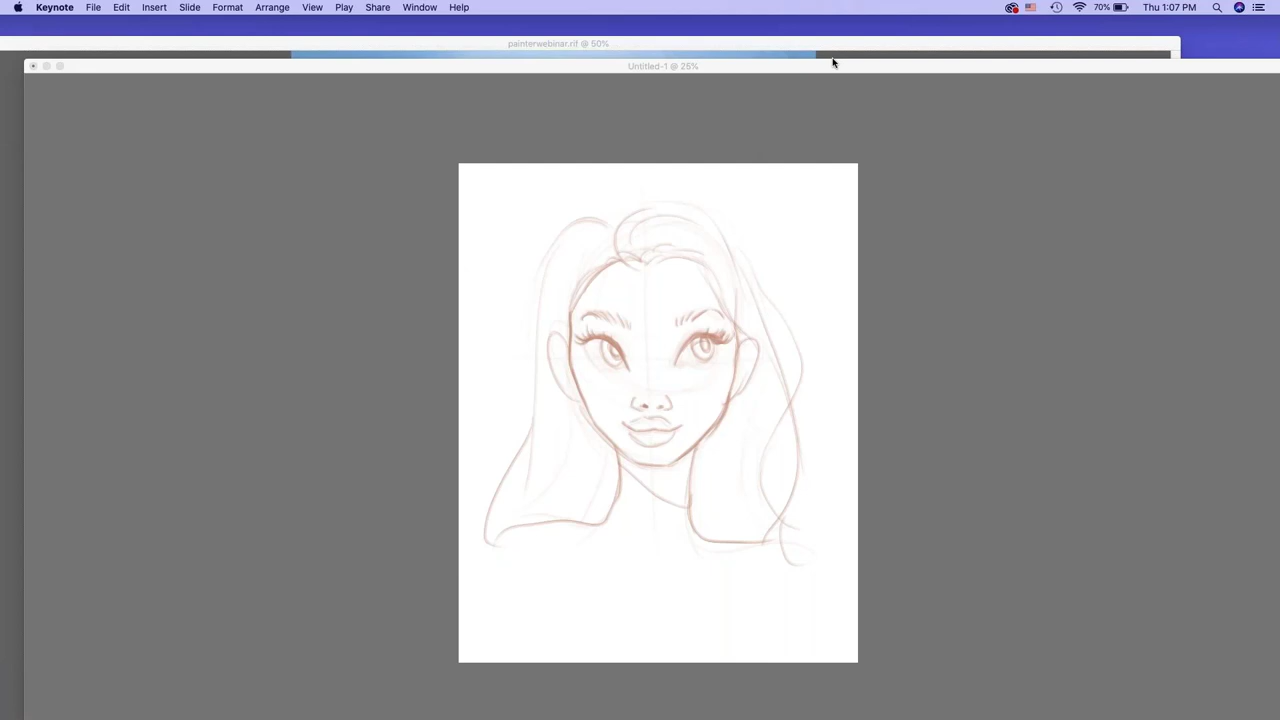 Keynote File Edit Insert Slide Format Arrange View Play Share Window Help 70% Thu 1:07 PM
painterwebinar.rif @ 50%
Untitled-1 @ 25%